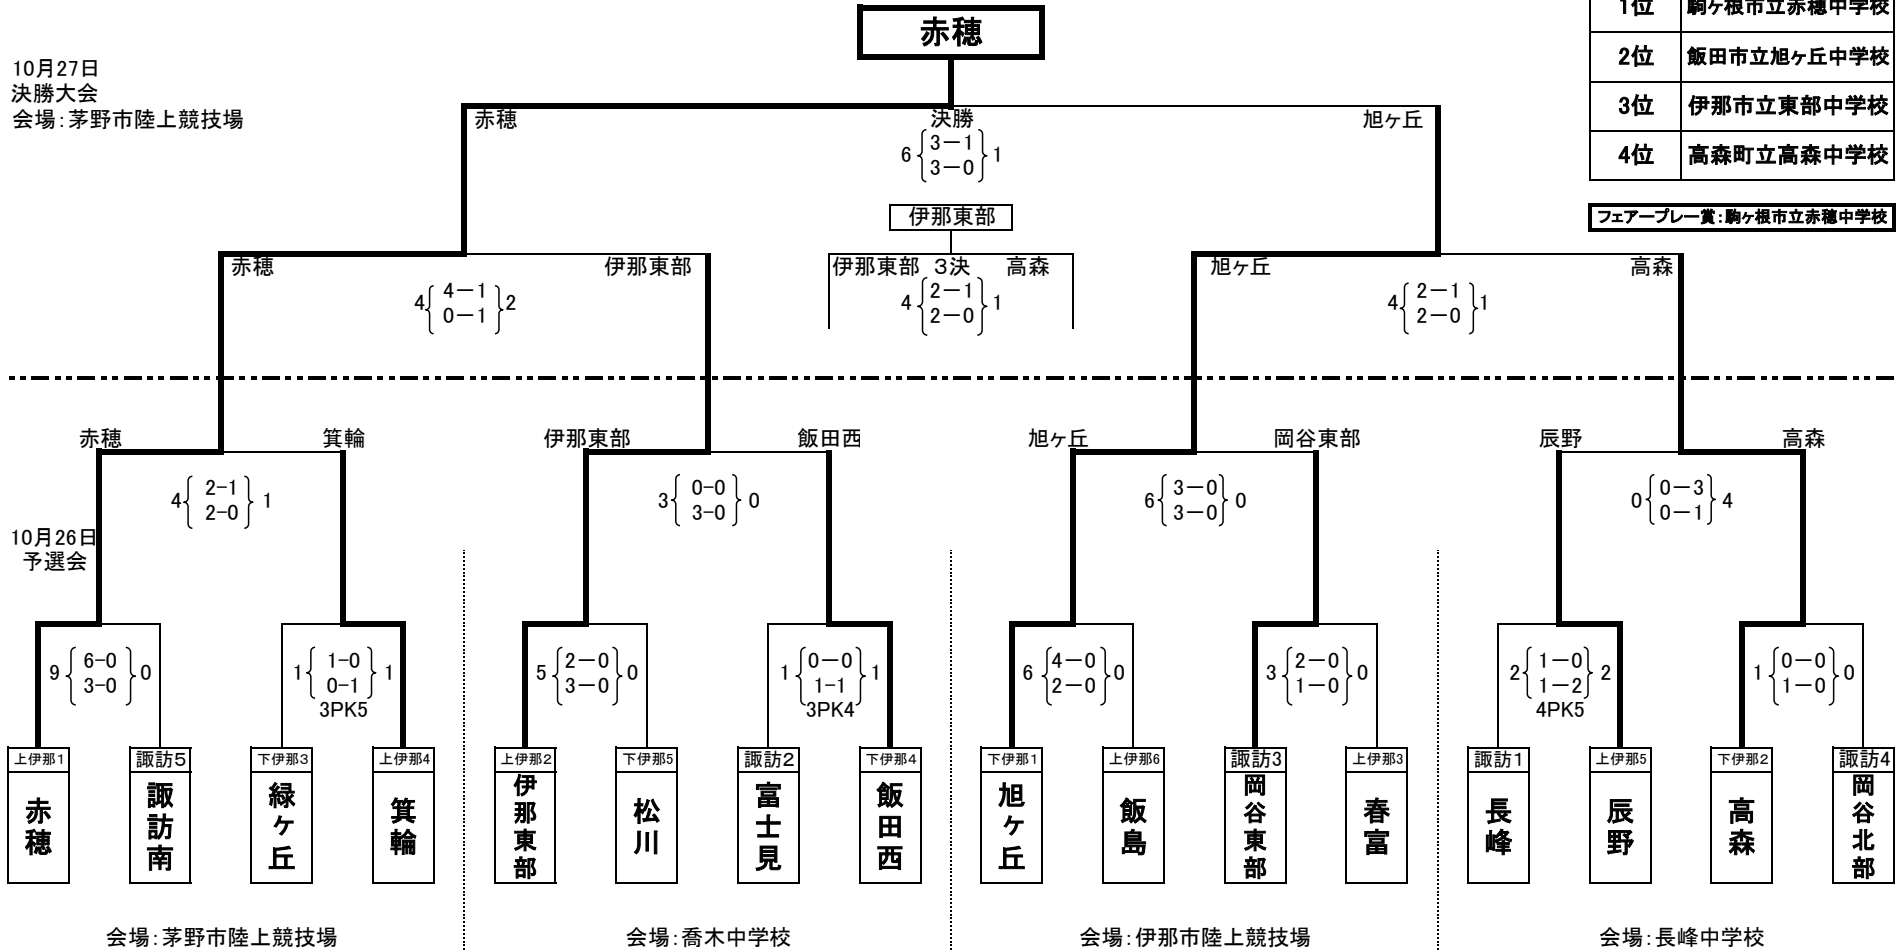 赤穂
1位 駒ヶ根市立赤穂中学校
2位 飯田市立旭ヶ丘中学校
3位 伊那市立東部中学校
4位 高森町立高森中学校
フェアープレー賞：駒ヶ根市立赤穂中学校
10月27日
決勝大会
会場：茅野市陸上競技場
赤穂 決勝 旭ヶ丘
6 3－1 1
3－0
伊那東部
赤穂 伊那東部
4 4－1 2
0－1
伊那東部 3決 高森
4 2－1 1
2－0
旭ヶ丘 高森
4 2－1 1
2－0
赤穂 箕輪
4 2-1 1
2-0
伊那東部 飯田西
3 0-0 0
3-0
旭ヶ丘 岡谷東部
6 3－0 0
3－0
辰野 高森
0 0－3 4
0－1
10月26日
予選会
9 6-0 0
3-0
1 1-0 1
0-1
3PK5
5 2－0 0
3－0
1 0－0 1
1-1
3PK4
6 4－0 0
2－0
3 2－0 0
1－0
2 1－0 2
1－2
4PK5
1 0－0 0
1－0
上伊那1
赤穂
諏訪5
諏訪南
下伊那3
緑ヶ丘
上伊那4
箕輪
上伊那2
伊那東部
下伊那5
松川
諏訪2
富士見
下伊那4
飯田西
下伊那1
旭ヶ丘
上伊那6
飯島
諏訪3
岡谷東部
上伊那3
春富
諏訪1
長峰
上伊那5
辰野
下伊那2
高森
諏訪4
岡谷北部
会場：茅野市陸上競技場
会場：喬木中学校
会場：伊那市陸上競技場
会場：長峰中学校